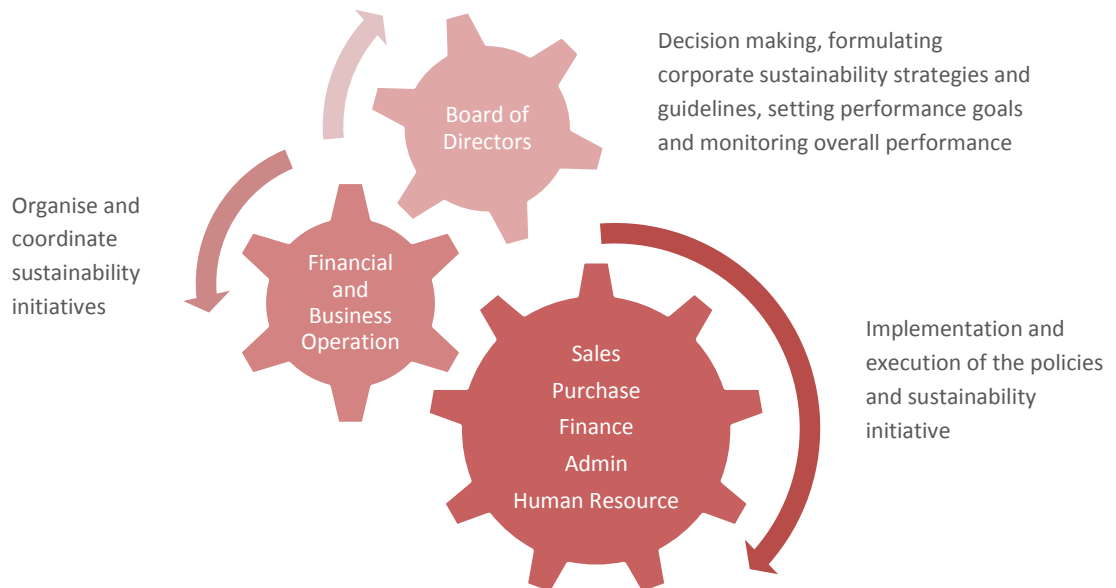 Decision making, formulating
corporate sustainability strategies and
guidelines, setting performance goals
and monitoring overall performance
Board of
Directors
Organise and
coordinate
sustainability
initiatives
Financial
and
Business
Operation
Sales
Purchase
Finance
Admin
Human Resource
Implementation and
execution of the policies
and sustainability
initiative